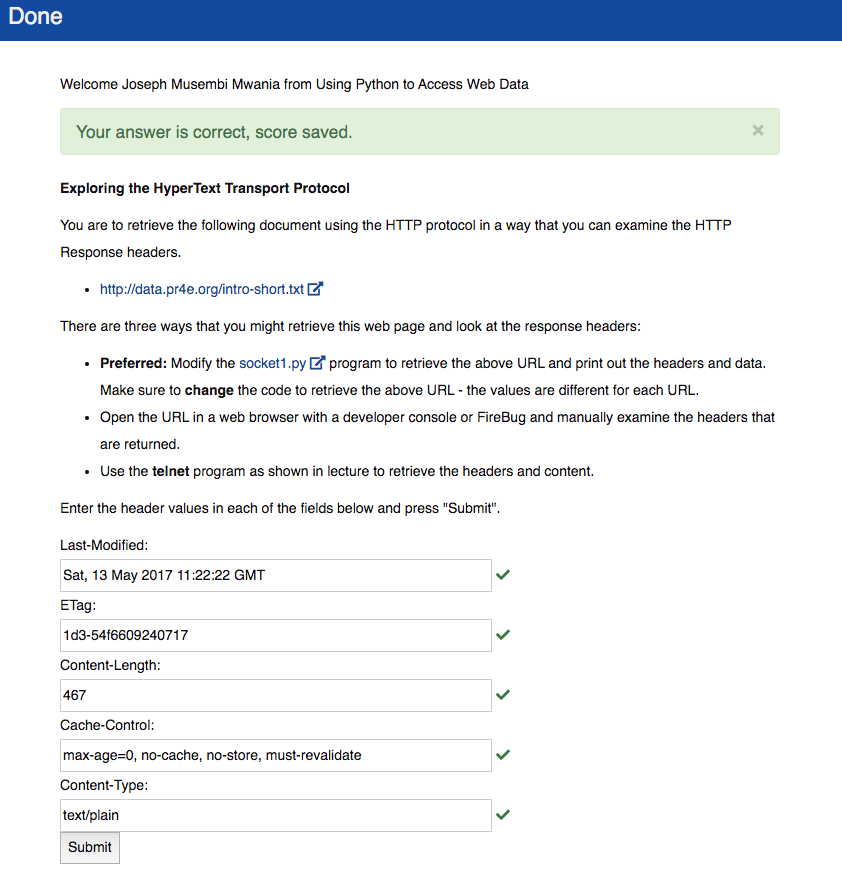 Done
Welcome Joseph Musembi Mwania from Using Python to Access Web Data
Your answer is correct, score saved.
×
Exploring the HyperText Transport Protocol
You are to retrieve the following document using the HTTP protocol in a way that you can examine the HTTP
Response headers.
• http://data.pr4e.org/intro-short.txt
There are three ways that you might retrieve this web page and look at the response headers:
• Preferred: Modify the socket1.py program to retrieve the above URL and print out the headers and data.
Make sure to change the code to retrieve the above URL - the values are different for each URL.
• Open the URL in a web browser with a developer console or FireBug and manually examine the headers that
are returned.
• Use the telnet program as shown in lecture to retrieve the headers and content.
Enter the header values in each of the fields below and press "Submit".
Last-Modified:
Sat, 13 May 2017 11:22:22 GMT
ETag:
1d3-54f6609240717
Content-Length:
467
Cache-Control:
max-age=0, no-cache, no-store, must-revalidate
Content-Type:
text/plain
Submit